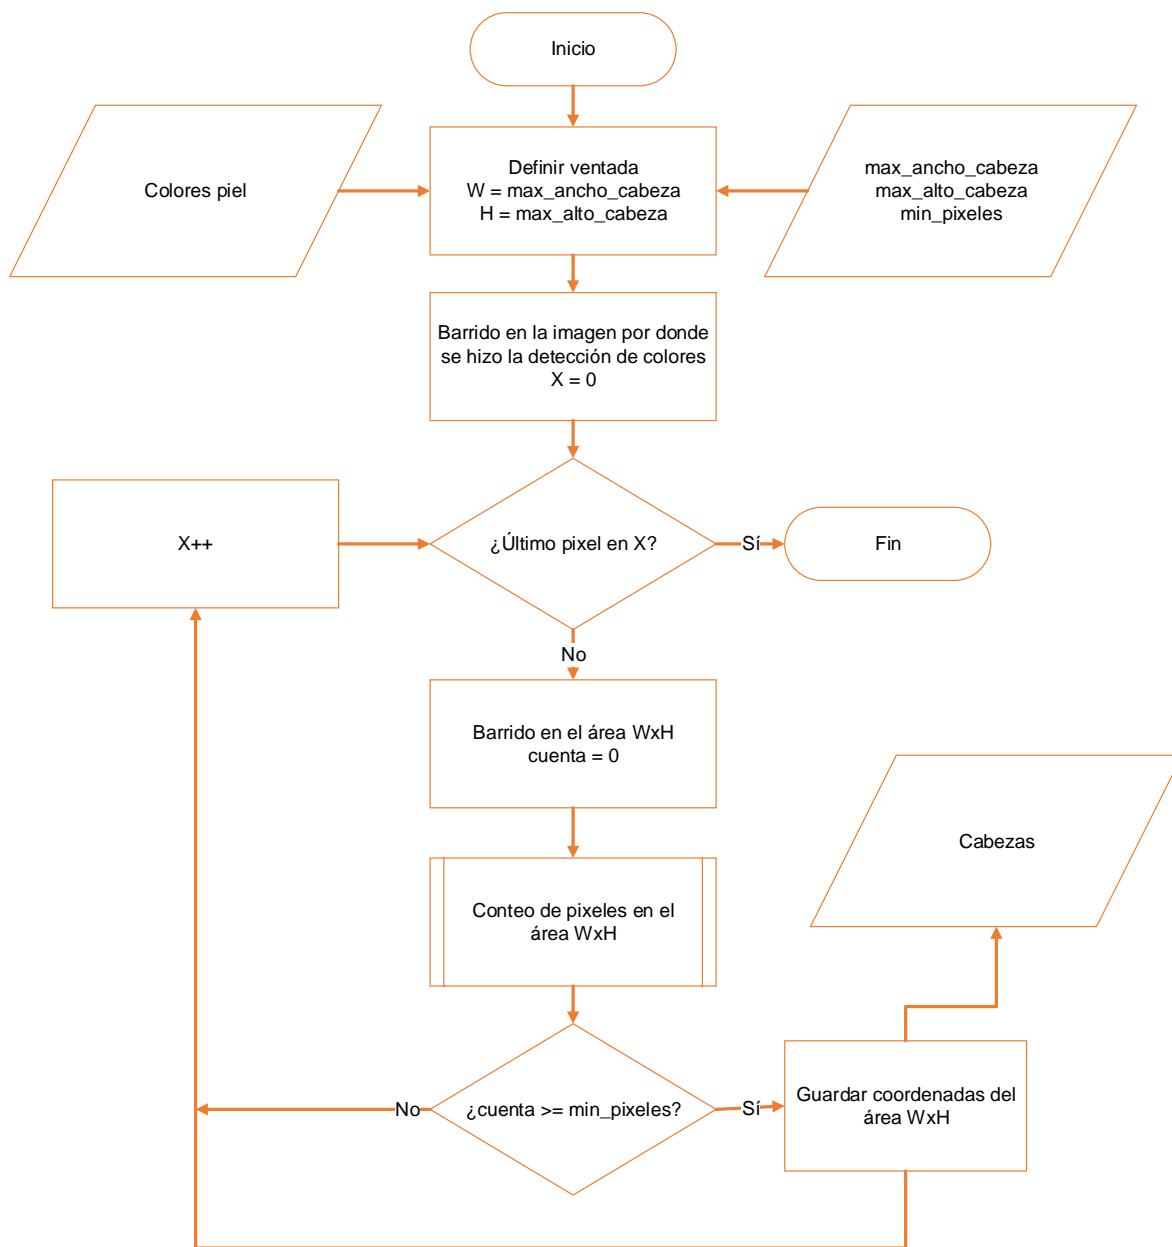 Inicio
Colores piel
Definir ventada
W = max_ancho_cabeza
H = max_alto_cabeza
max_ancho_cabeza
max_alto_cabeza
min_pixeles
Barrido en la imagen por donde
se hizo la detección de colores
X = 0
X++
¿Último pixel en X?
Sí
Fin
No
Barrido en el área WxH
cuenta = 0
Cabezas
Conteo de pixeles en el
área WxH
No
¿cuenta >= min_pixeles?
Sí
Guardar coordenadas del
área WxH